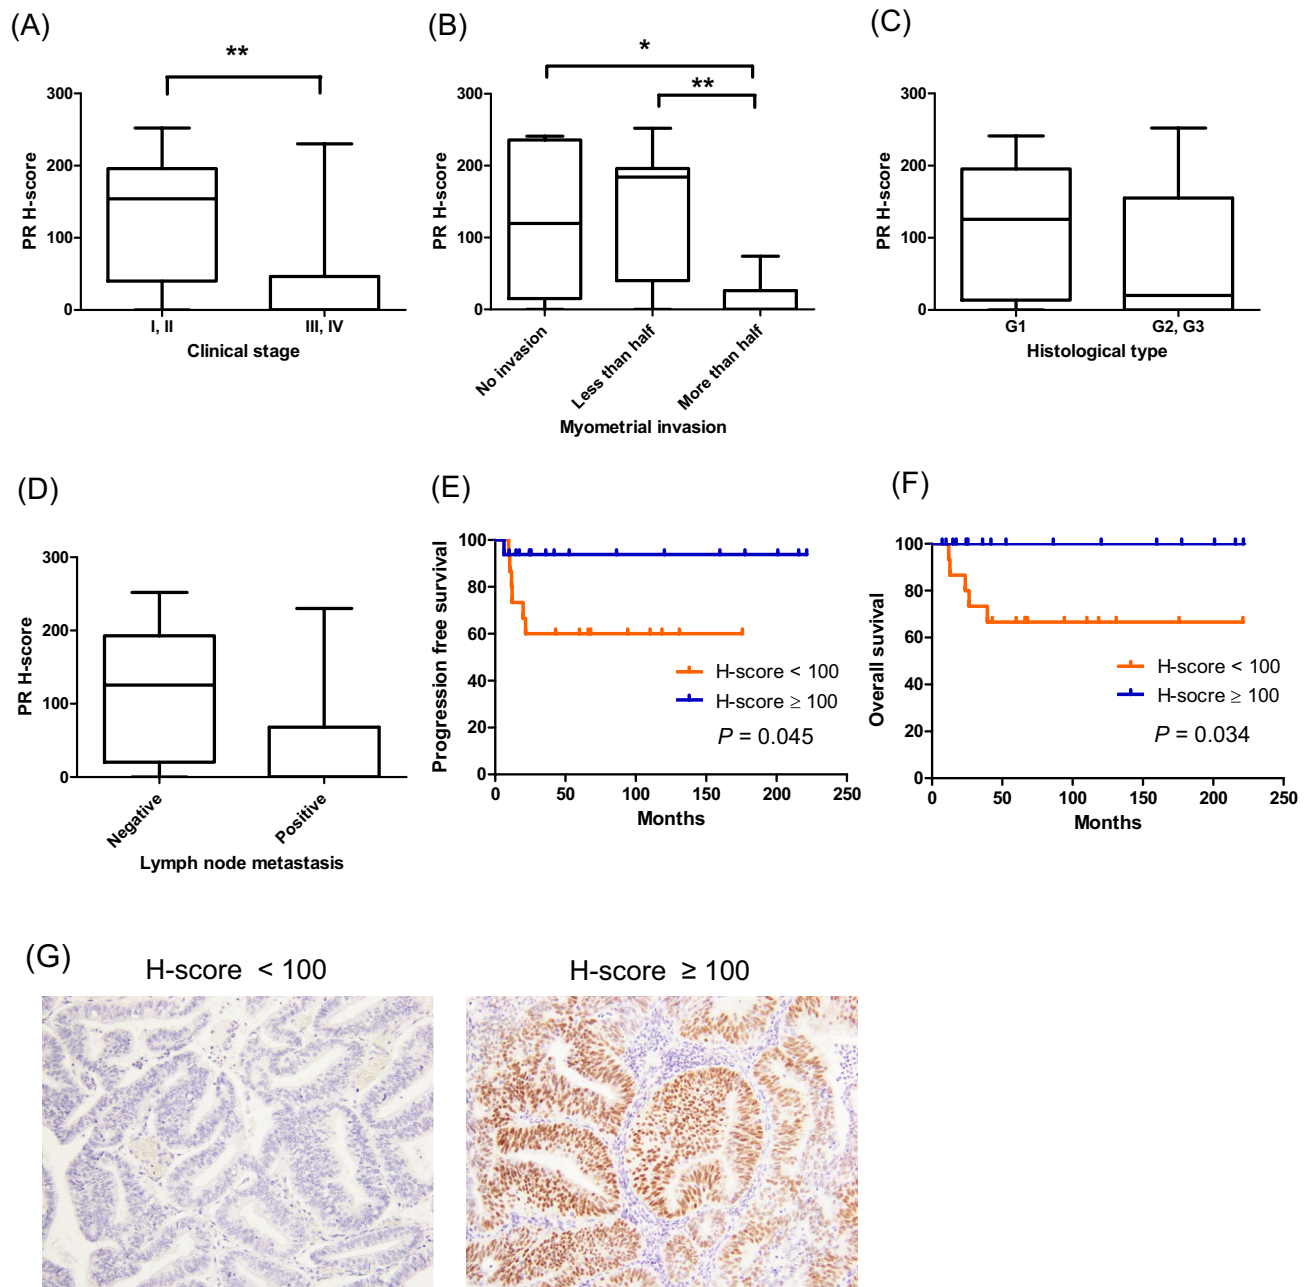 (A)
**
300
200
100
0
PR H-score
I, II
III, IV
Clinical stage
(B)
*
**
300
200
100
0
PR H-score
No invasion
Less than half
More than half
Myometrial invasion
(C)
300
200
100
0
PR H-score
G1
G2, G3
Histological type
(D)
300
200
100
0
PR H-score
Negative
Positive
Lymph node metastasis
(E)
100
80
60
40
20
0
Progression free survival
H-score < 100
H-score ≥ 100
P = 0.045
0 50 100 150 200 250
Months
(F)
100
80
60
40
20
0
Overall suvival
H-score < 100
H-socre ≥ 100
P = 0.034
0 50 100 150 200 250
Months
(G)
H-score < 100
H-score ≥ 100